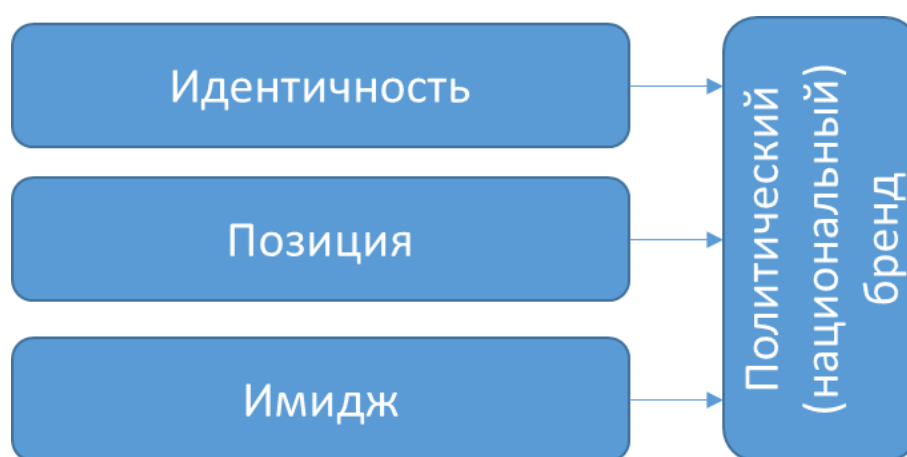 Идентичность
Позиция
Имидж
Политический
(национальный)
бренд